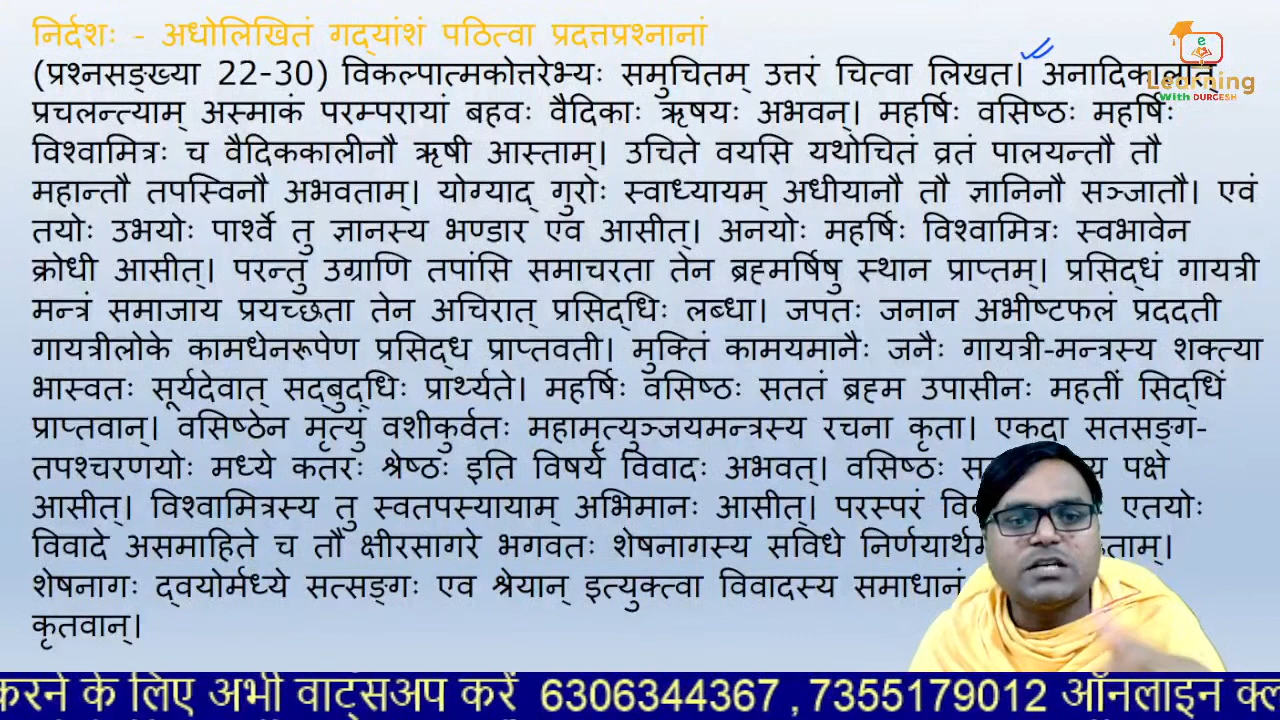 निर्दशः - अधोलिखितं गद्यांशं पठित्वा प्रदत्तप्रश्नानां
(प्रश्नसङ्ख्या 22-30) विकल्पात्मकोत्तरेभ्यः समुचितम् उत्तरं चित्वा लिखत। अनादिकालात्
प्रचलन्त्याम् अस्माकं परम्परायां बहवः वैदिकाः ऋषयः अभवन्। महर्षिः वसिष्ठः महर्षिः
विश्वामित्रः च वैदिककालीनौ ऋषी आस्ताम्। उचिते वयसि यथोचितं व्रतं पालयन्तौ तौ
महान्तौ तपस्विनौ अभवताम्। योग्याद् गुरोः स्वाध्यायम् अधीयानौ तौ ज्ञानिनौ सञ्जातौ। एवं
तयोः उभयोः पार्श्वे तु ज्ञानस्य भण्डार एव आसीत्। अनयोः महर्षिः विश्वामित्रः स्वभावेन
क्रोधी आसीत्। परन्तु उग्राणि तपांसि समाचरता तेन ब्रह्मर्षिषु स्थान प्राप्तम्। प्रसिद्धं गायत्री
मन्त्रं समाजाय प्रयच्छता तेन अचिरात् प्रसिद्धिः लब्धा। जपतः जनान अभीष्टफलं प्रददती
गायत्रीलोके कामधेनरूपेण प्रसिद्ध प्राप्तवती। मुक्तिं कामयमानैः जनैः गायत्री-मन्त्रस्य शक्त्या
भास्वतः सूर्यदेवात् सद्बुद्धिः प्रार्थ्यते। महर्षिः वसिष्ठः सततं ब्रह्म उपासीनः महतीं सिद्धिं
प्राप्तवान्। वसिष्ठेन मृत्युं वशीकुर्वतः महामृत्युञ्जयमन्त्रस्य रचना कृता। एकदा सतसङ्ग-
तपश्चरणयोः मध्ये कतरः श्रेष्ठः इति विषये विवादः अभवत्। वसिष्ठः पक्षे
आसीत्। विश्वामित्रस्य तु स्वतपस्यायाम् अभिमानः आसीत्। परस्परं एतयोः
विवादे असमाहिते च तौ क्षीरसागरे भगवतः शेषनागस्य सविधे
शेषनागः द्वयोर्मध्ये सत्सङ्गः एव श्रेयान् इत्युक्त्वा विवादस्य समाधानं
कृतवान्।
e
Learning
With DURGESH
करने के लिए अभी वाट्सअप करें 6306344367 ,7355179012 ऑनलाइन